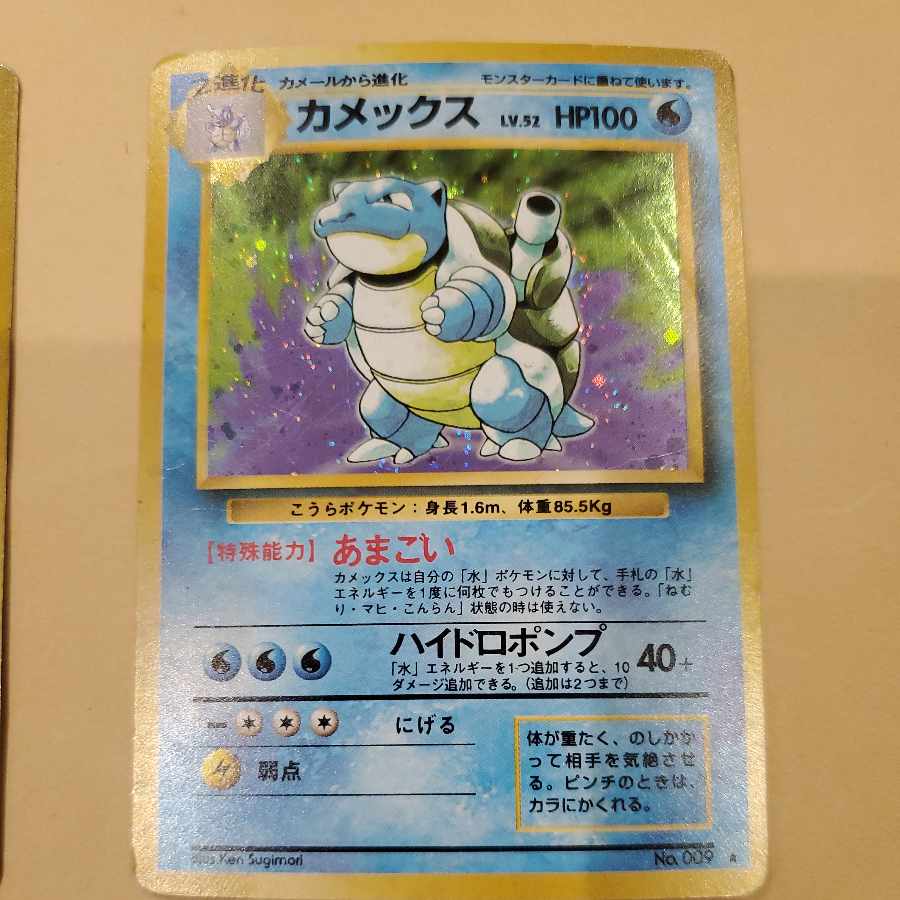 2進化
カメールから進化
モンスターカードに重ねて使います。
カメックス LV.52 HP100
こうらポケモン：身長1.6m、体重85.5Kg
【特殊能力】あまごい
カメックスは自分の「水」ポケモンに対して、手札の「水」
エネルギーを1度に何枚でもつけることができる。「ねむ
り・マヒ・こんらん」状態の時は使えない。
ハイドロポンプ 40+
「水」エネルギーを1つ追加すると、10
ダメージ追加できる。（追加は2つまで）
にげる
弱点
体が重たく、のしかか
って相手を気絶させ
る。ピンチのときは、
カラにかくれる。
Illus. Ken Sugimori
No. 009 ★